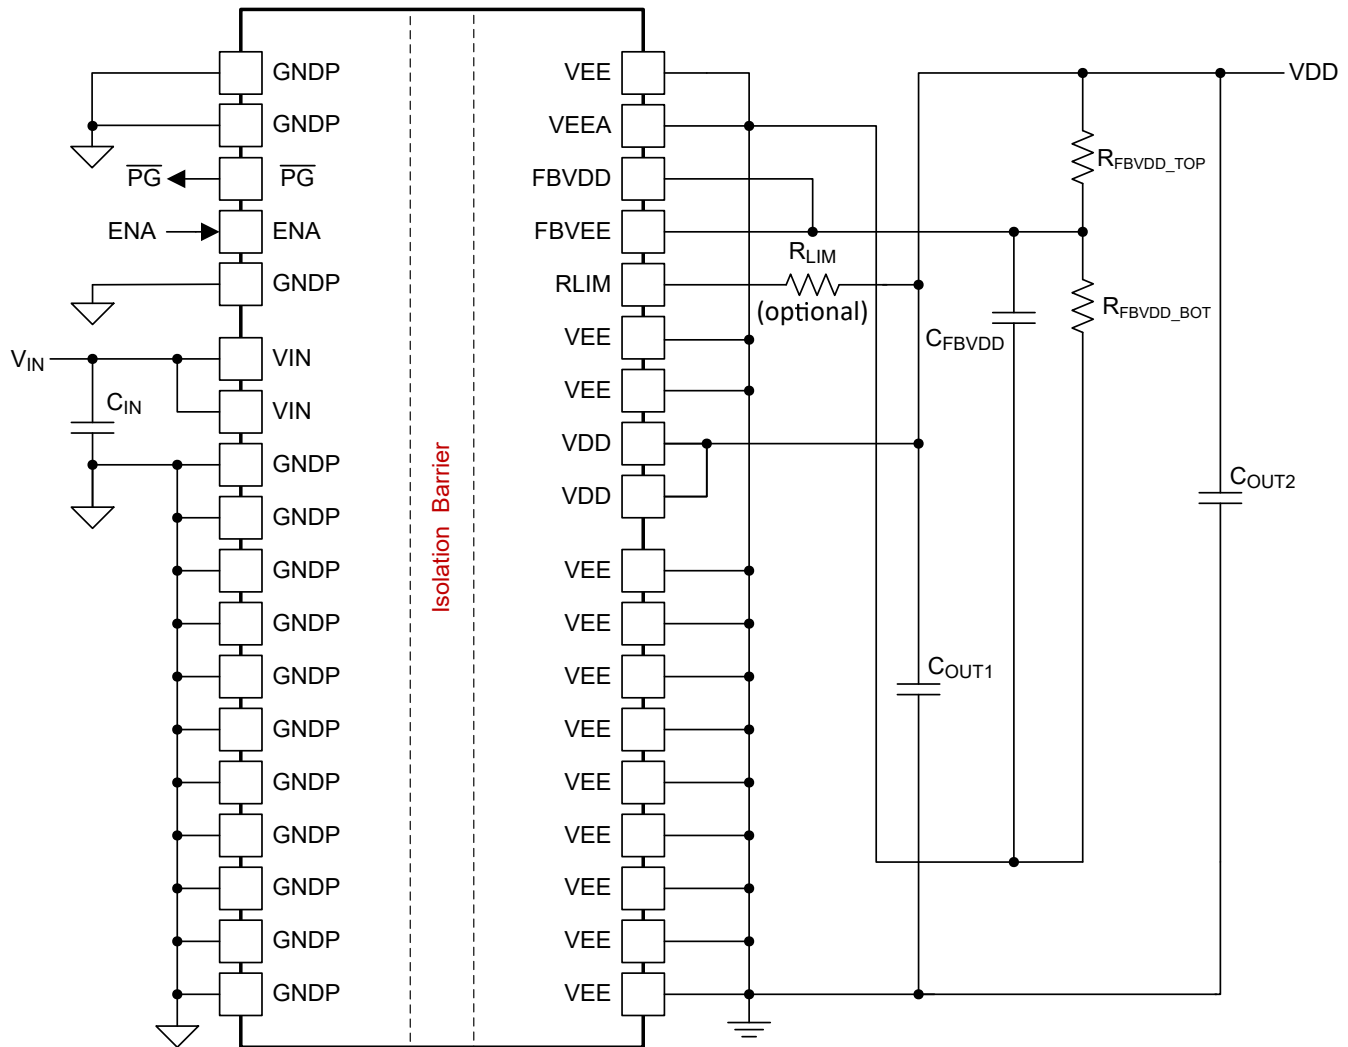 GNDP
GNDP
PG PG
ENA ENA
GNDP
VIN VIN
CIN VIN
GNDP
GNDP
GNDP
GNDP
GNDP
GNDP
GNDP
GNDP
GNDP
GNDP
GNDP
Isolation Barrier
VEE
VEEA
FBVDD
FBVEE
RLIM
VEE
VEE
VDD
VDD
VEE
VEE
VEE
VEE
VEE
VEE
VEE
VEE
VEE
RLIM
(optional)
VDD
RFBVDD_TOP
RFBVDD_BOT
CFBVDD
COUT2
COUT1